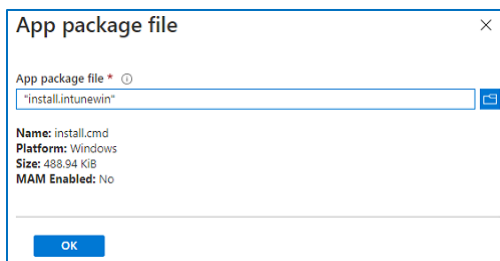 App package file
App package file *
"install.intunewin"
Name: install.cmd
Platform: Windows
Size: 488.94 KiB
MAM Enabled: No
OK